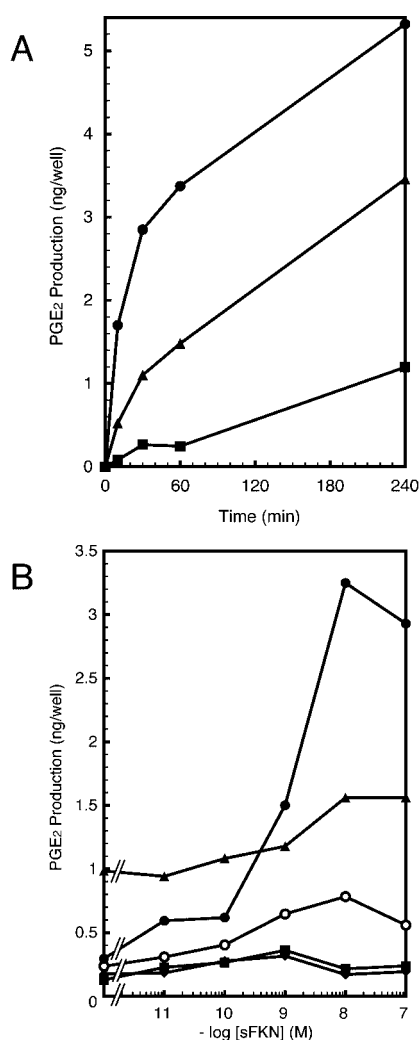 A
PGE2 Production (ng/well)
5
4
3
2
1
0
0 60 120 180 240
Time (min)
B
PGE2 Production (ng/well)
3.5
3
2.5
2
1.5
1
0.5
0
11 10 9 8 7
- log [sFKN] (M)